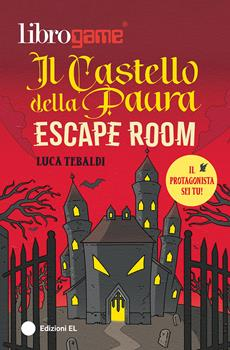 librogame®
Il Castello
della Paura
ESCAPE ROOM
LUCA TEBALDI
IL
PROTAGONISTA
SEI TU!
Edizioni EL